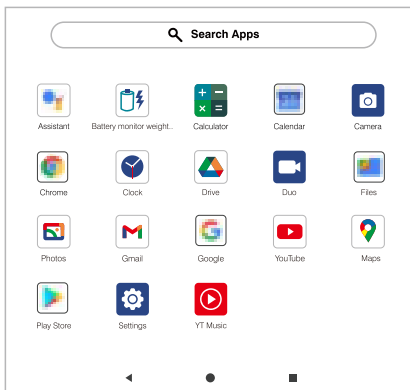 Search Apps
Assistant
Battery monitor weight..
Calculator
Calendar
Camera
Chrome
Clock
Drive
Duo
Files
Photos
Gmail
Google
YouTube
Maps
Play Store
Settings
YT Music